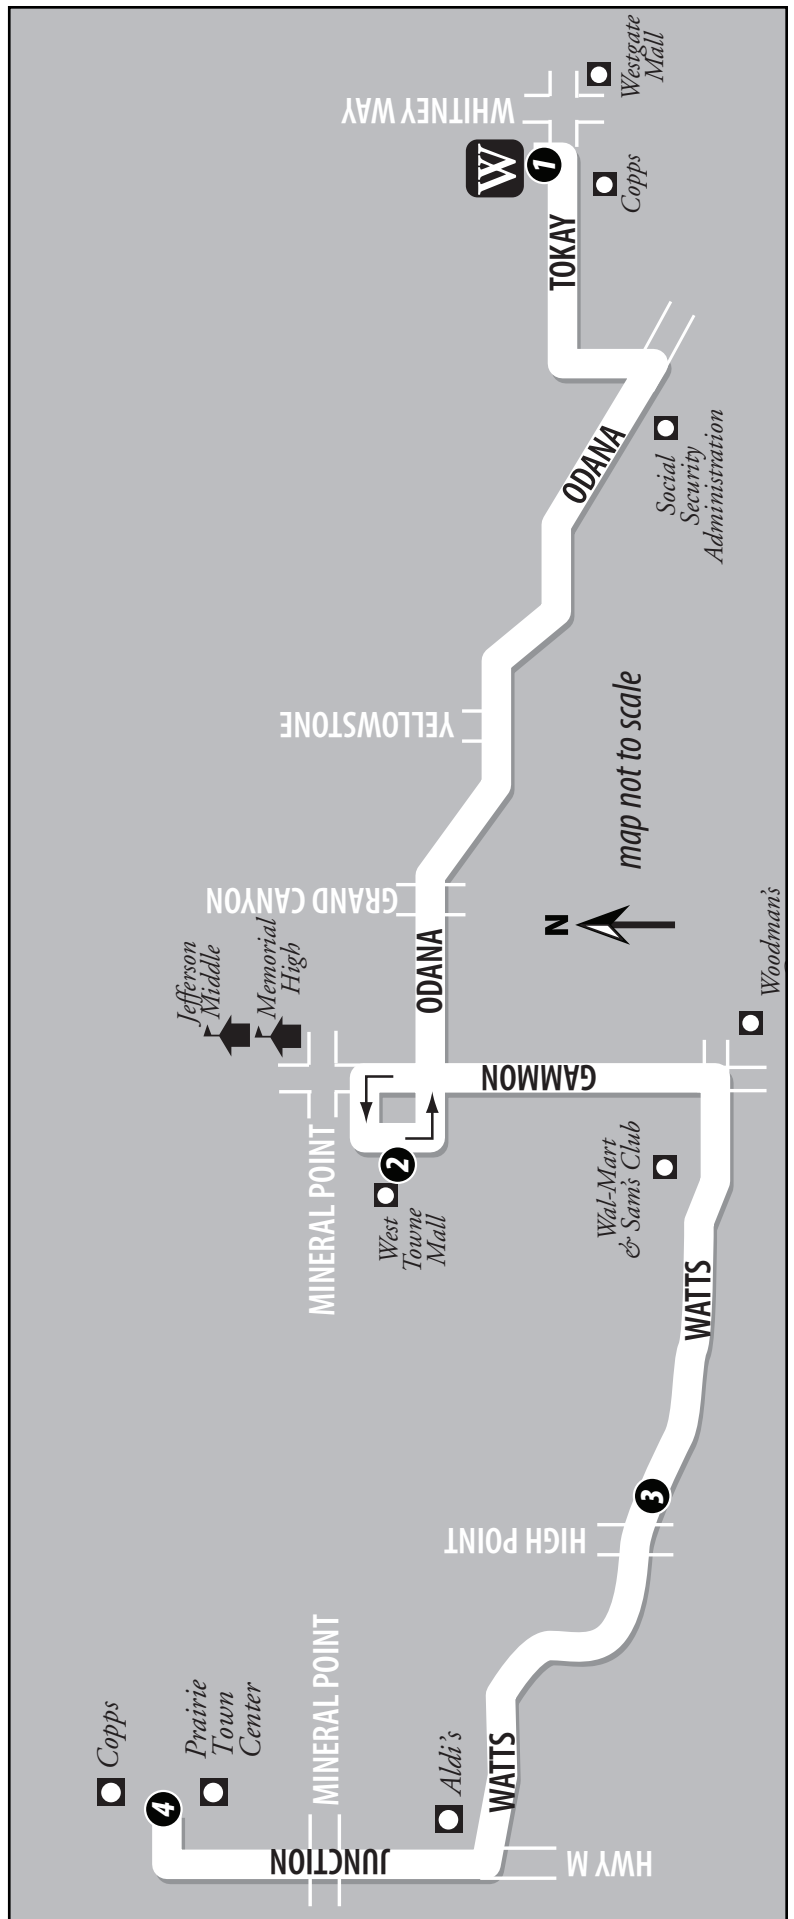 Copps
Prairie
Town
Center
4
JUNCTION
MINERAL POINT
Aldi's
WATTS
HWY M
HIGH POINT
3
WATTS
Wal-Mart
& Sam's Club
MINERAL POINT
West
Towne
Mall
2
Jefferson
Middle
Memorial
High
GAMMON
Woodman's
ODANA
GRAND CANYON
N
map not to scale
YELLOWSTONE
ODANA
Social
Security
Administration
TOKAY
W
1
WHITNEY WAY
Copps
Westgate
Mall